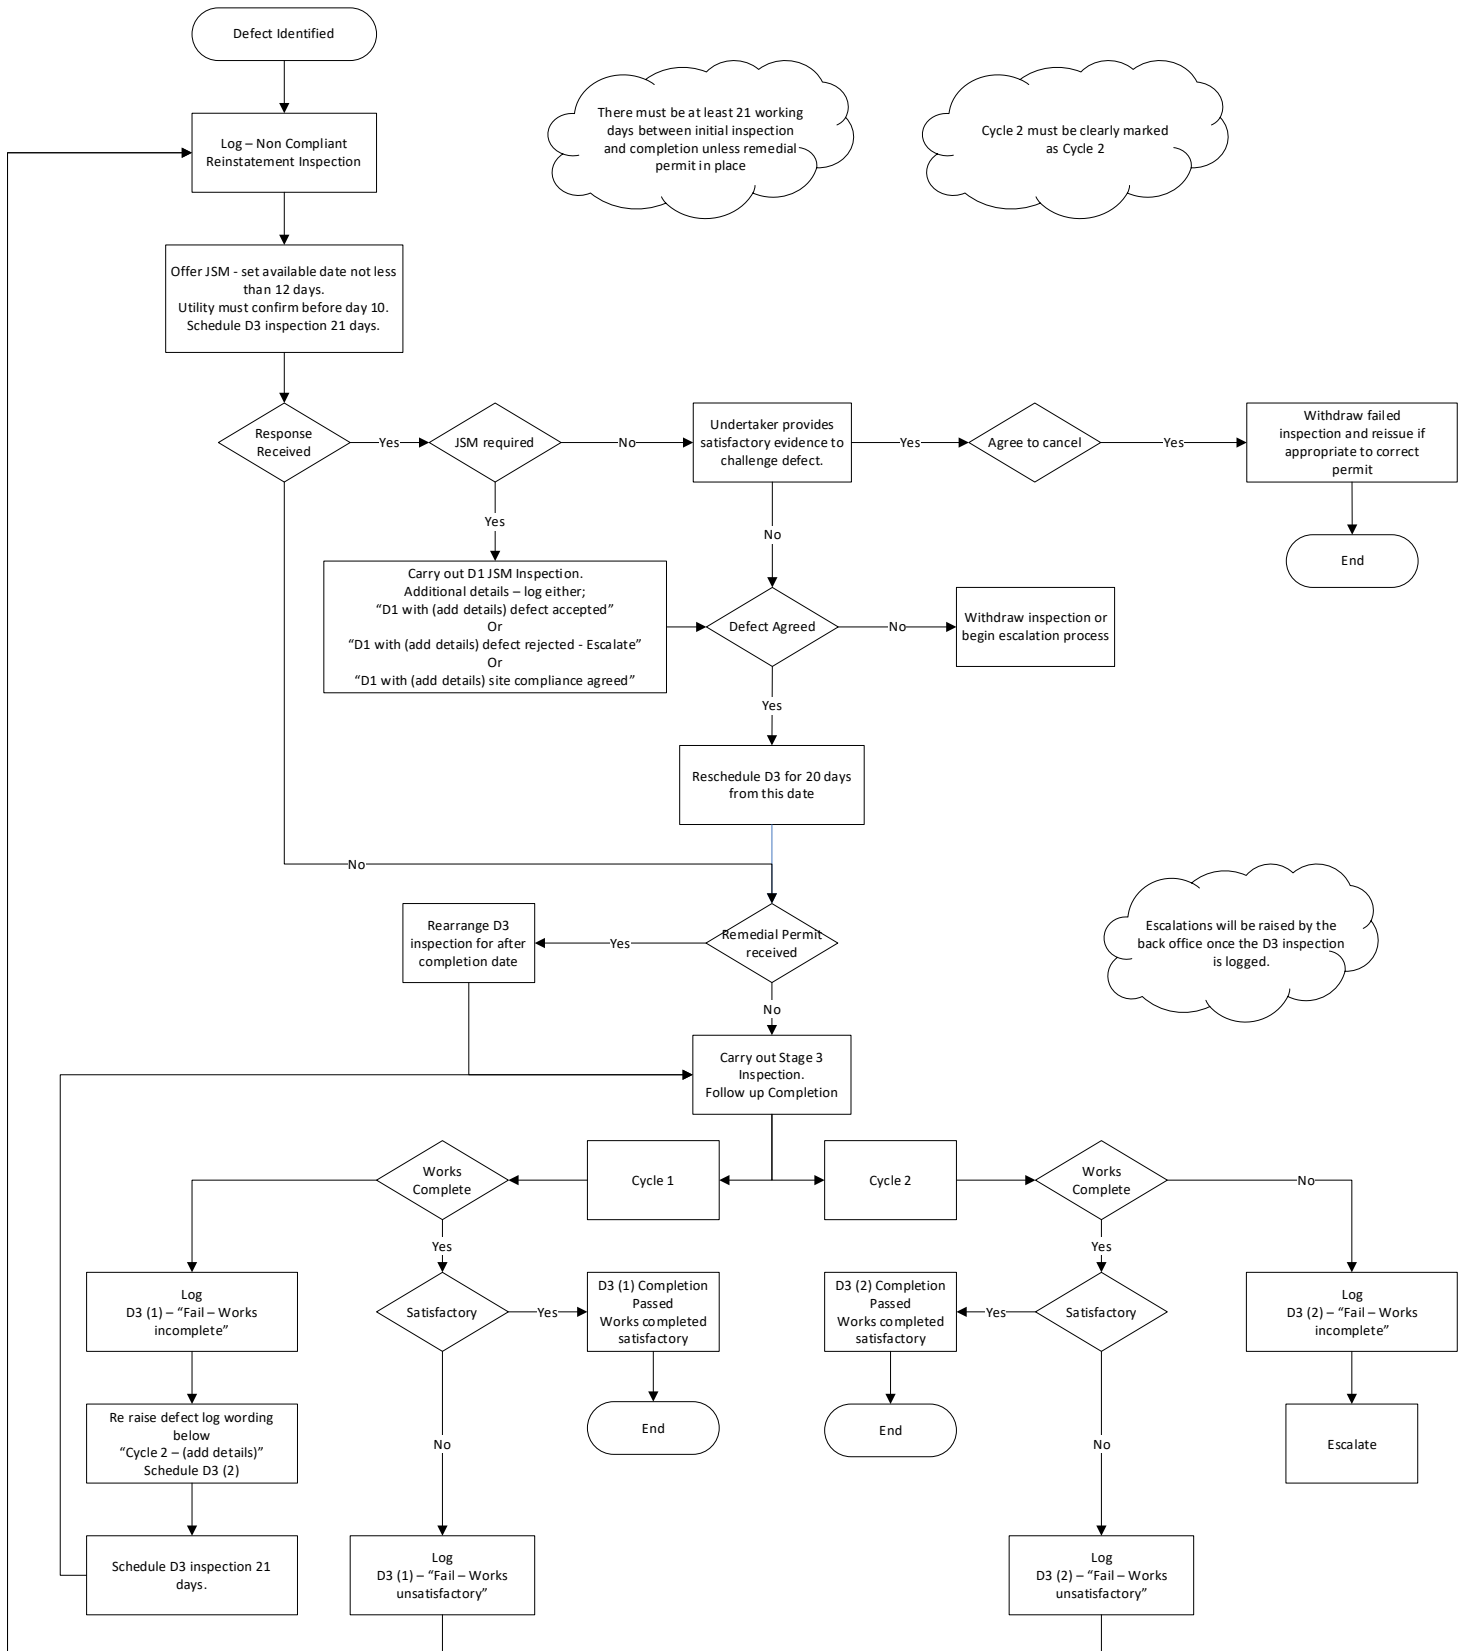 Defect Identified
Log – Non Compliant
Reinstatement Inspection
There must be at least 21 working
days between initial inspection
and completion unless remedial
permit in place
Cycle 2 must be clearly marked
as Cycle 2
Offer JSM - set available date not less
than 12 days.
Utility must confirm before day 10.
Schedule D3 inspection 21 days.
Response
Received
Yes
JSM required
No
Undertaker provides
satisfactory evidence to
challenge defect.
Yes
Agree to cancel
Yes
Withdraw failed
inspection and reissue if
appropriate to correct
permit
Yes
No
End
Carry out D1 JSM Inspection.
Additional details – log either;
“D1 with (add details) defect accepted”
Or
“D1 with (add details) defect rejected - Escalate”
Or
“D1 with (add details) site compliance agreed”
Defect Agreed
No
Withdraw inspection or
begin escalation process
Yes
Reschedule D3 for 20 days
from this date
No
Rearrange D3
inspection for after
completion date
Yes
Remedial Permit
received
Escalations will be raised by the
back office once the D3 inspection
is logged.
No
Carry out Stage 3
Inspection.
Follow up Completion
Works
Complete
Cycle 1
Cycle 2
Works
Complete
No
Yes
Yes
Log
D3 (1) – “Fail – Works
incomplete”
Satisfactory
Yes
D3 (1) Completion
Passed
Works completed
satisfactory
D3 (2) Completion
Passed
Works completed
satisfactory
Yes
Satisfactory
Log
D3 (2) – “Fail – Works
incomplete”
Re raise defect log wording
below
“Cycle 2 – (add details)”
Schedule D3 (2)
No
End
End
No
Escalate
Schedule D3 inspection 21
days.
Log
D3 (1) – “Fail – Works
unsatisfactory”
Log
D3 (2) – “Fail – Works
unsatisfactory”